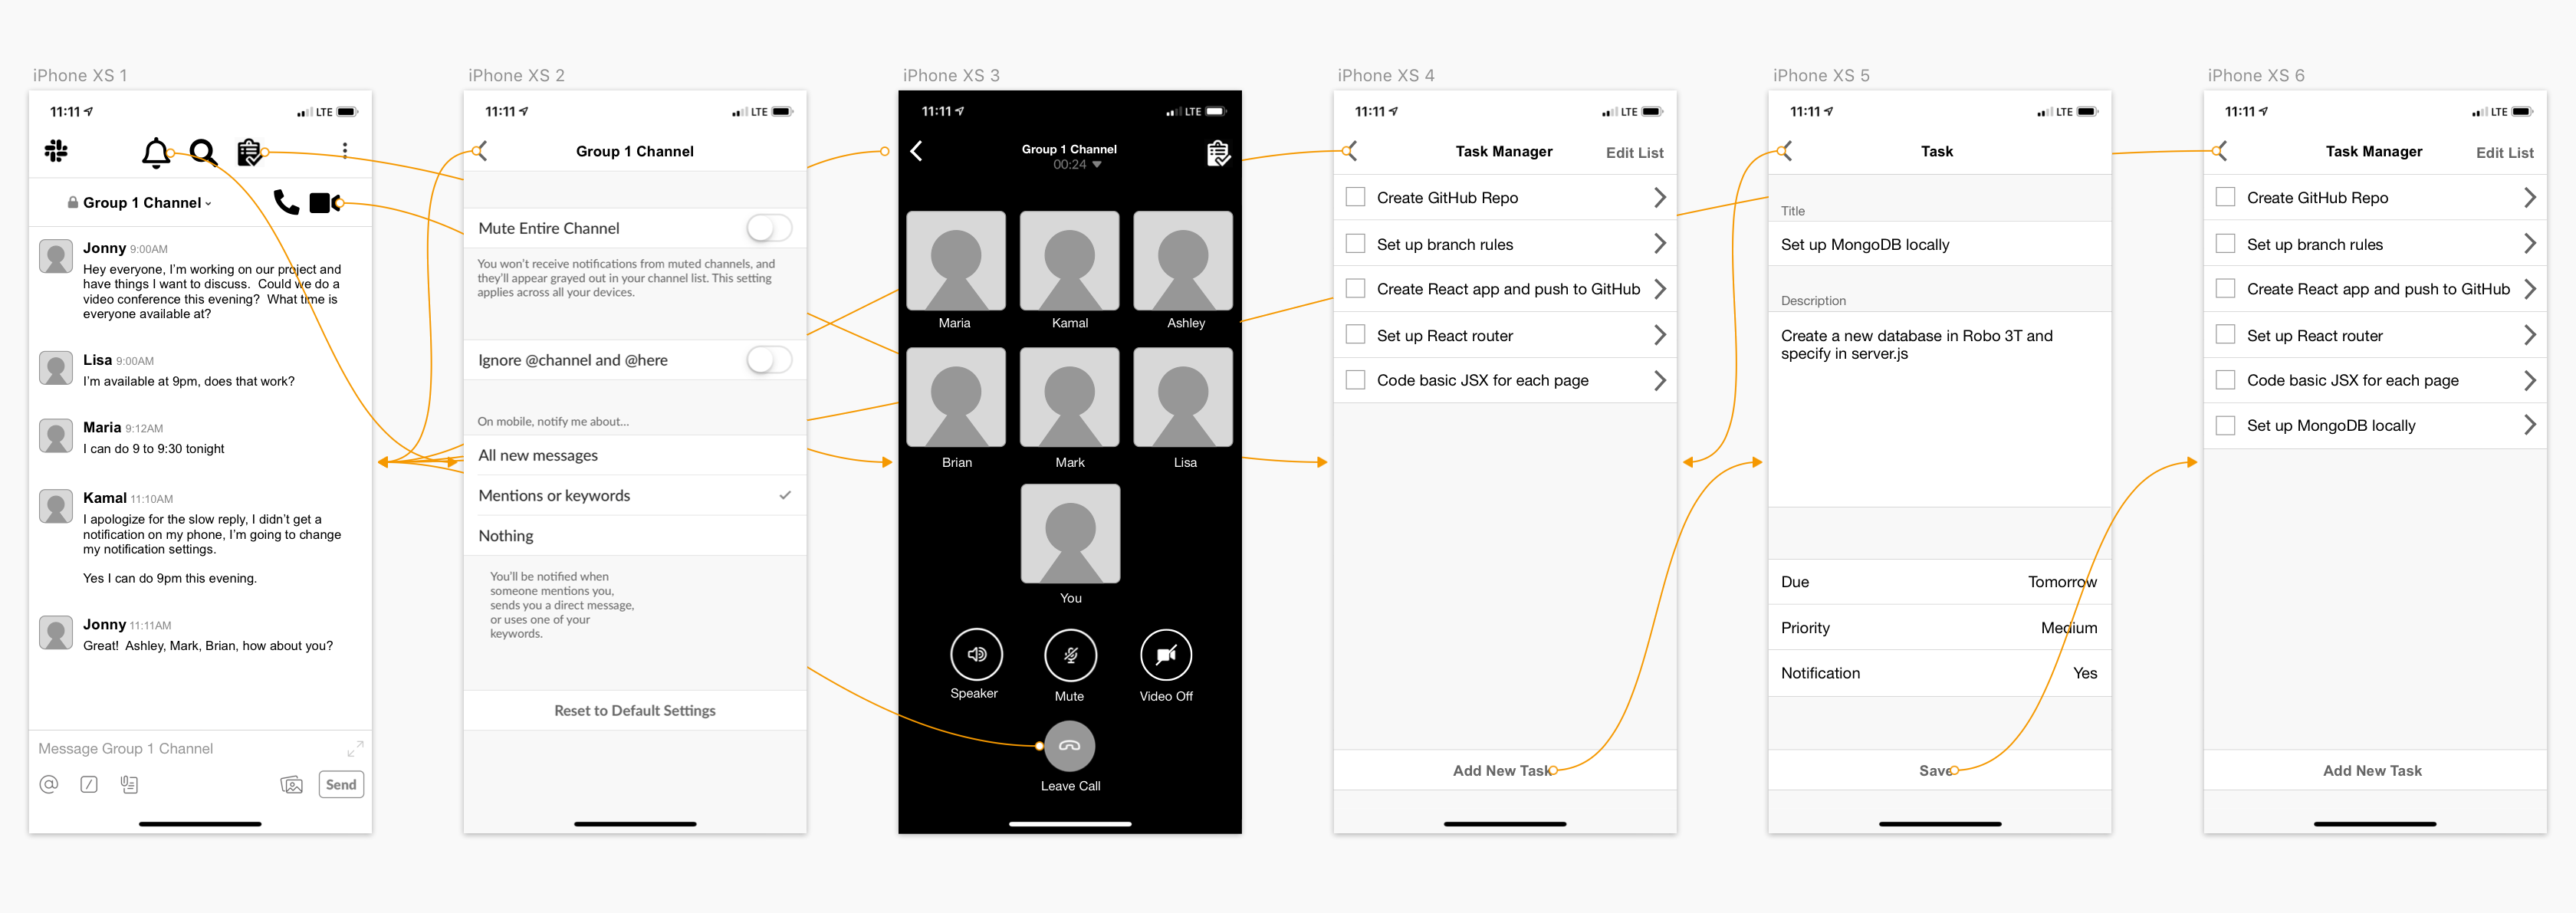 iPhone XS 1
11:11
LTE
Group 1 Channel
Jonny 9:00AM
Hey everyone, I'm working on our project and
have things I want to discuss.  Could we do a
video conference this evening?  What time is
everyone available at?
Lisa 9:00AM
I'm available at 9pm, does that work?
Maria 9:12AM
I can do 9 to 9:30 tonight
Kamal 11:10AM
I apologize for the slow reply, I didn't get a
notification on my phone, I'm going to change
my notification settings.
Yes I can do 9pm this evening.
Jonny 11:11AM
Great!  Ashley, Mark, Brian, how about you?
Message Group 1 Channel
@ / Send
iPhone XS 2
11:11
LTE
Group 1 Channel
Mute Entire Channel
You won't receive notifications from muted channels, and
they'll appear grayed out in your channel list. This setting
applies across all your devices.
Ignore @channel and @here
On mobile, notify me about...
All new messages
Mentions or keywords
Nothing
You'll be notified when
someone mentions you,
sends you a direct message,
or uses one of your
keywords.
Reset to Default Settings
iPhone XS 3
11:11
LTE
Group 1 Channel
00:24
Maria Kamal Ashley
Brian Mark Lisa
You
Speaker Mute Video Off
Leave Call
iPhone XS 4
11:11
LTE
Task Manager Edit List
Create GitHub Repo
Set up branch rules
Create React app and push to GitHub
Set up React router
Code basic JSX for each page
Add New Task
iPhone XS 5
11:11
LTE
Task
Title
Set up MongoDB locally
Description
Create a new database in Robo 3T and
specify in server.js
Due Tomorrow
Priority Medium
Notification Yes
Save
iPhone XS 6
11:11
LTE
Task Manager Edit List
Create GitHub Repo
Set up branch rules
Create React app and push to GitHub
Set up React router
Code basic JSX for each page
Set up MongoDB locally
Add New Task